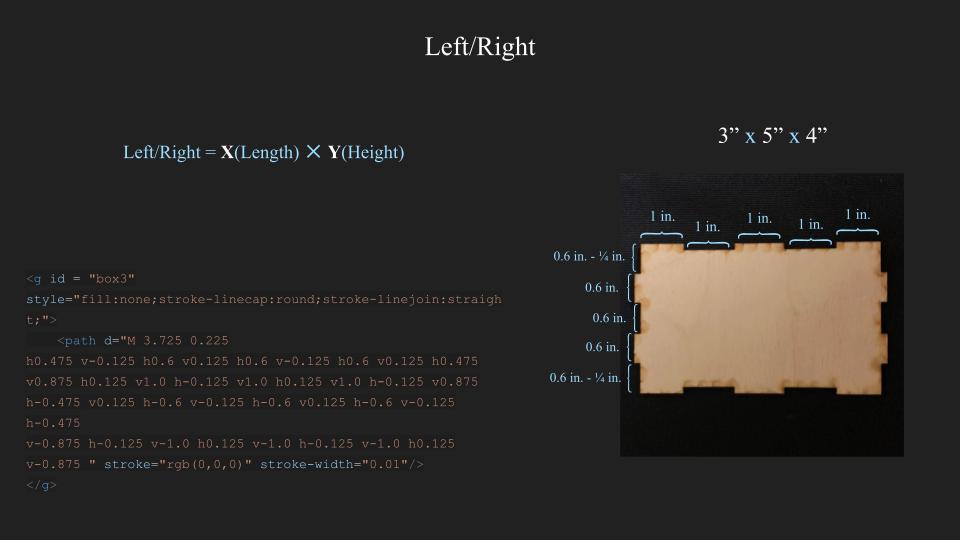 Left/Right
Left/Right = X(Length) ✕ Y(Height)
3” x 5” x 4”
1 in.
1 in.
1 in.
1 in.
1 in.
0.6 in. - ¼ in.
0.6 in.
0.6 in.
0.6 in.
0.6 in. - ¼ in.
<g id = "box3"
style="fill:none;stroke-linecap:round;stroke-linejoin:straigh
t;">
<path d="M 3.725 0.225
h0.475 v-0.125 h0.6 v0.125 h0.6 v-0.125 h0.6 v0.125 h0.475
v0.875 h0.125 v1.0 h-0.125 v1.0 h0.125 v1.0 h-0.125 v0.875
h-0.475 v0.125 h-0.6 v-0.125 h-0.6 v0.125 h-0.6 v-0.125
h-0.475
v-0.875 h-0.125 v-1.0 h0.125 v-1.0 h-0.125 v-1.0 h0.125
v-0.875 " stroke="rgb(0,0,0)" stroke-width="0.01"/>
</g>